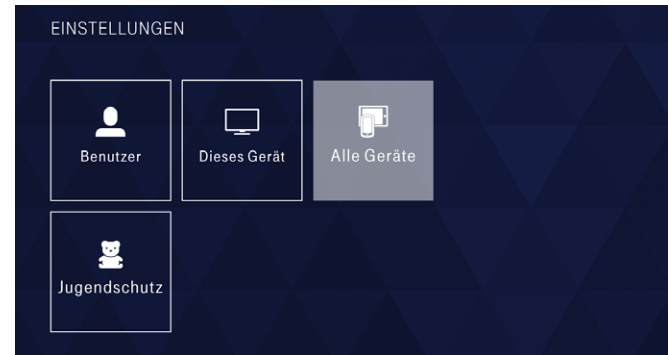 EINSTELLUNGEN
Benutzer
Dieses Gerät
Alle Geräte
Jugendschutz